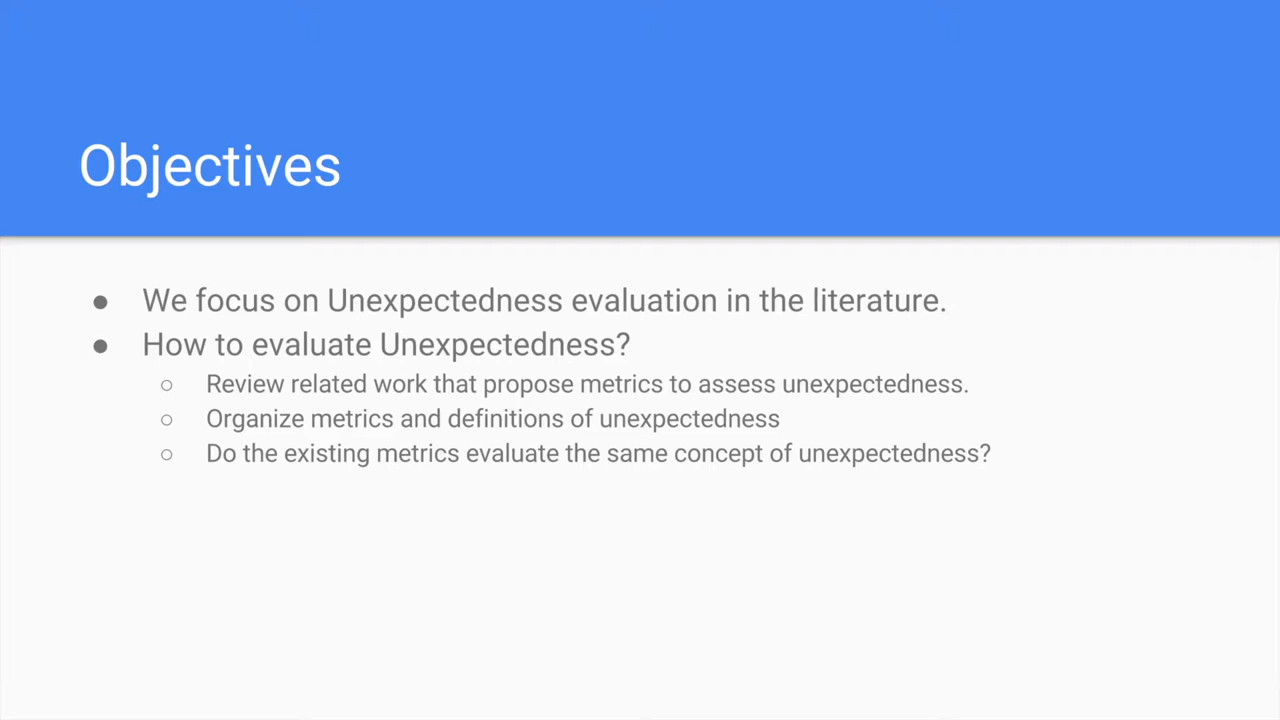 Objectives
● We focus on Unexpectedness evaluation in the literature.
● How to evaluate Unexpectedness?
○ Review related work that propose metrics to assess unexpectedness.
○ Organize metrics and definitions of unexpectedness
○ Do the existing metrics evaluate the same concept of unexpectedness?